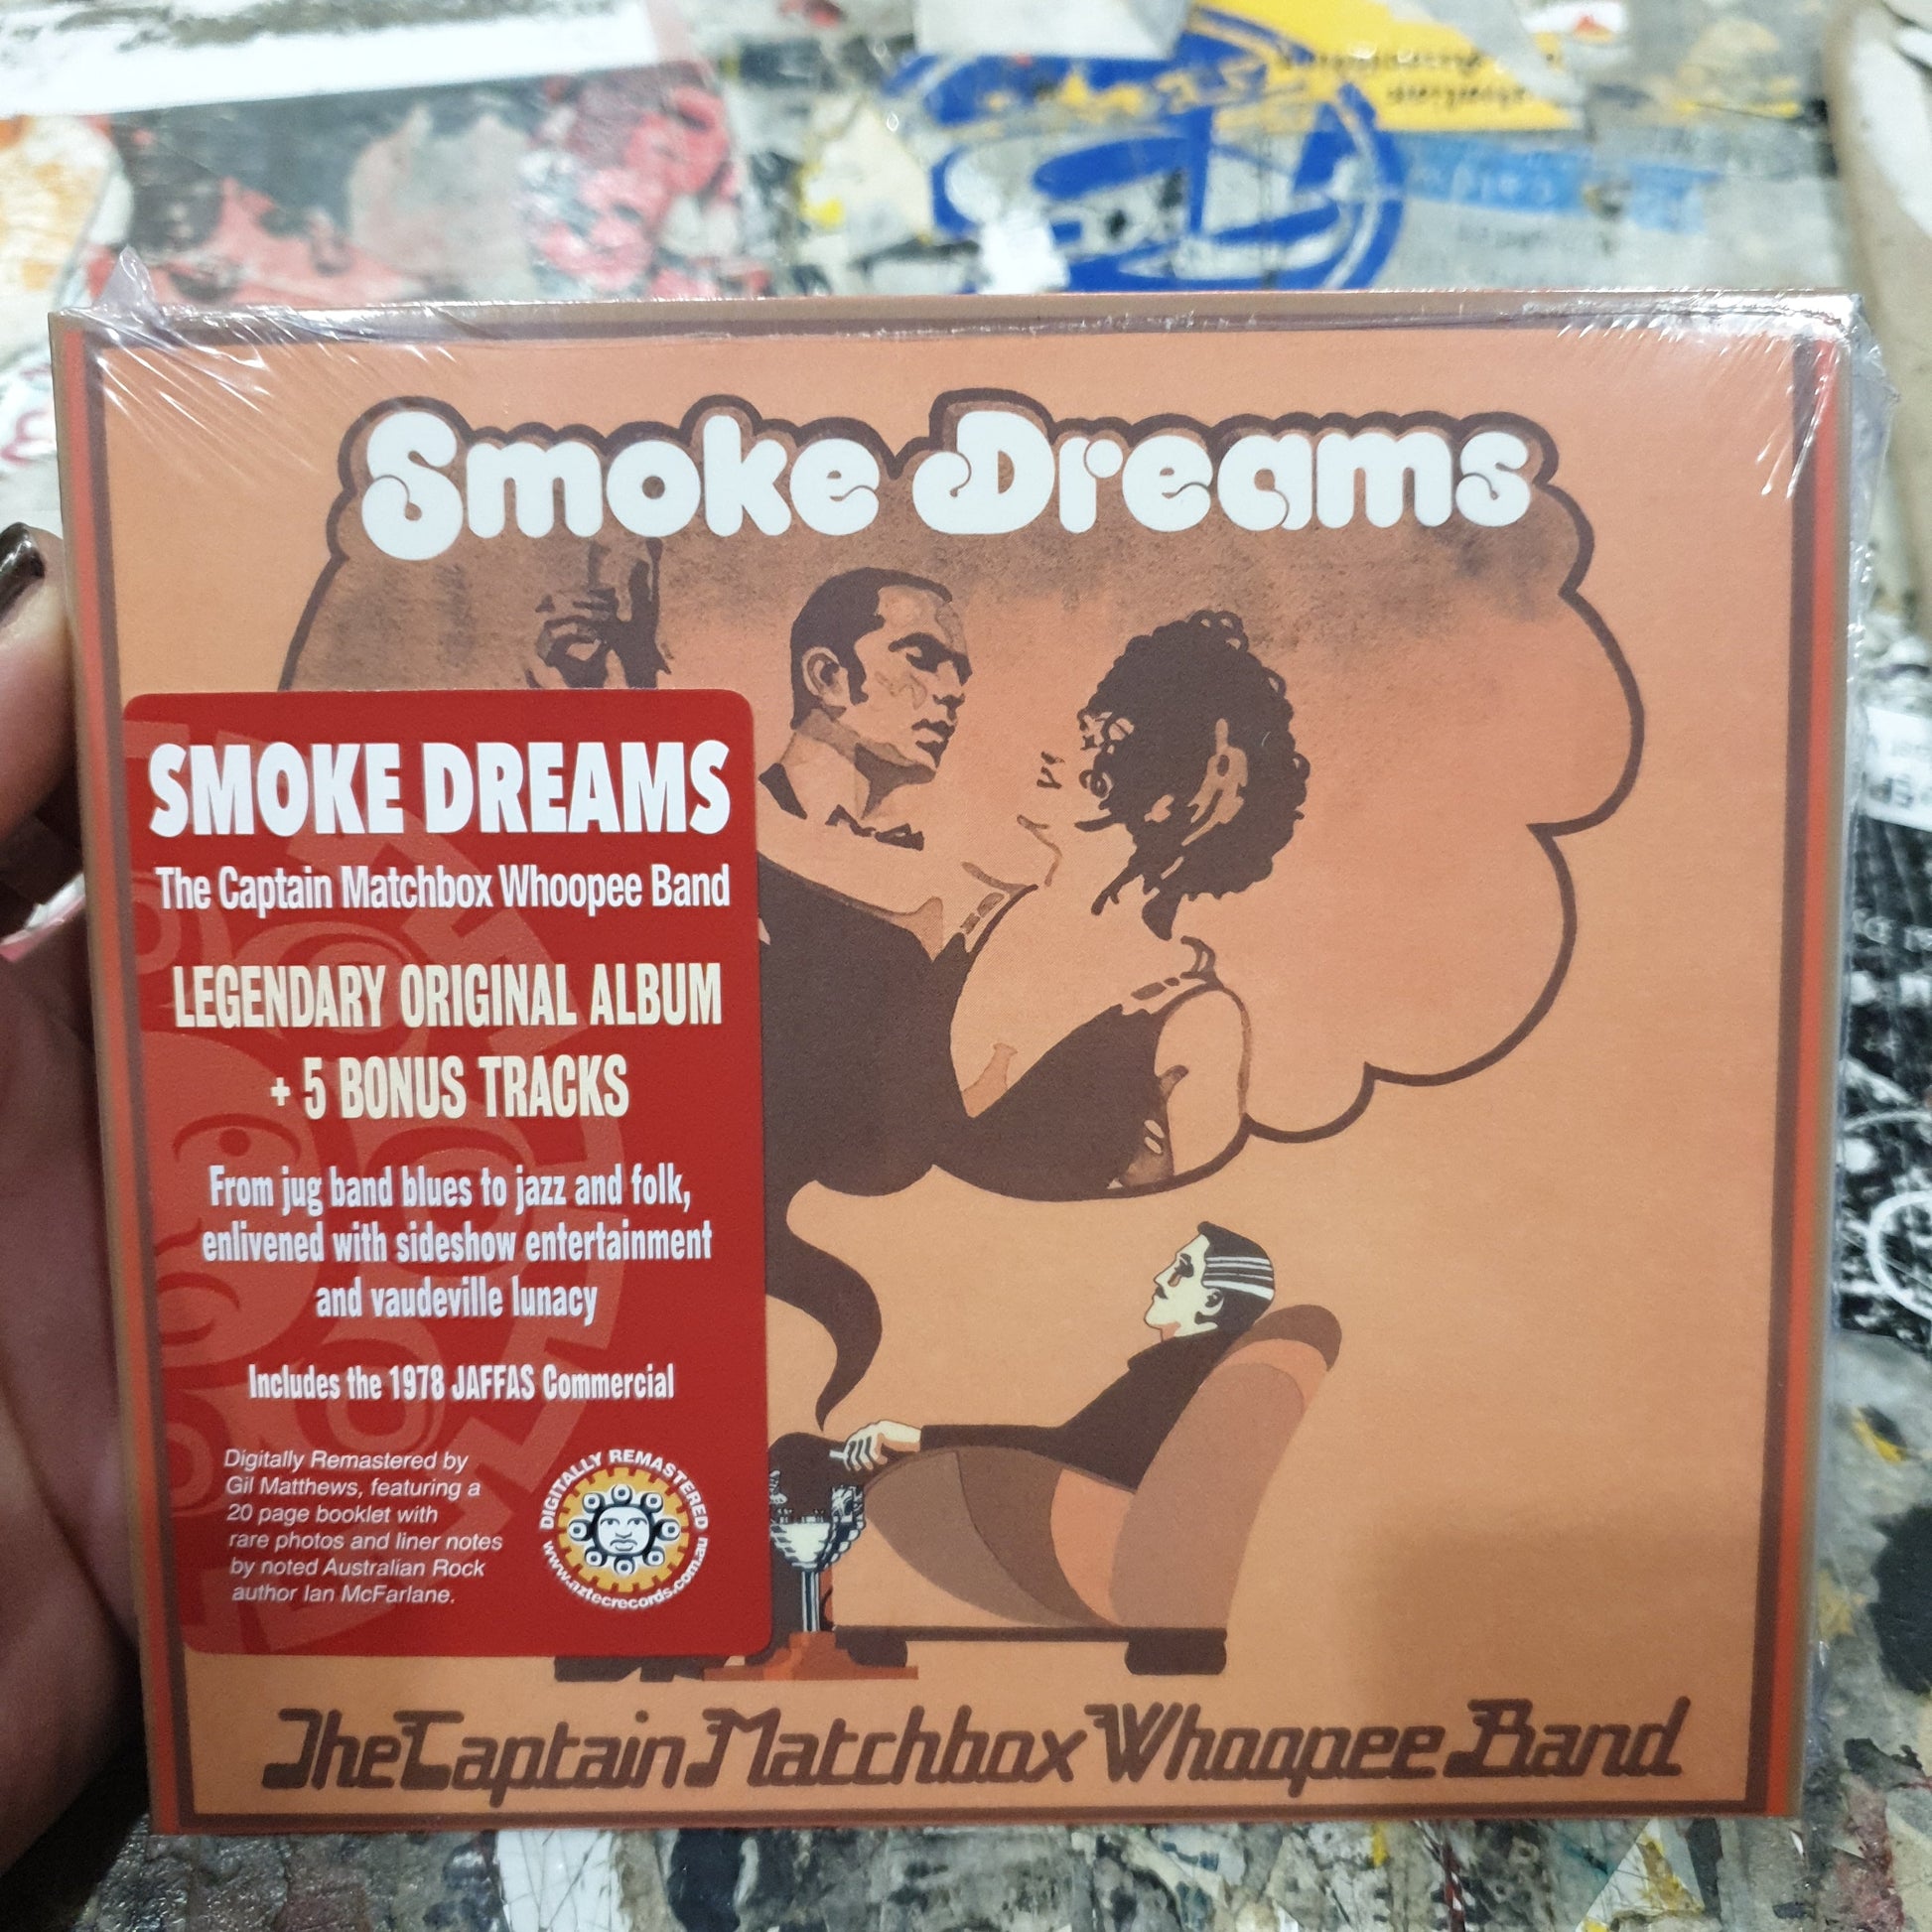 Smoke Dreams
SMOKE DREAMS
The Captain Matchbox Whoopee Band
LEGENDARY ORIGINAL ALBUM
+ 5 BONUS TRACKS
From jug band blues to jazz and folk,
enlivened with sideshow entertainment
and vaudeville lunacy
Includes the 1978 JAFFAS Commercial
Digitally Remastered by
Gil Matthews, featuring a
20 page booklet with
rare photos and liner notes
by noted Australian Rock
author Ian McFarlane.
DIGITALLY REMASTERED
www.aztecrecords.com.au
The Captain Matchbox Whoopee Band